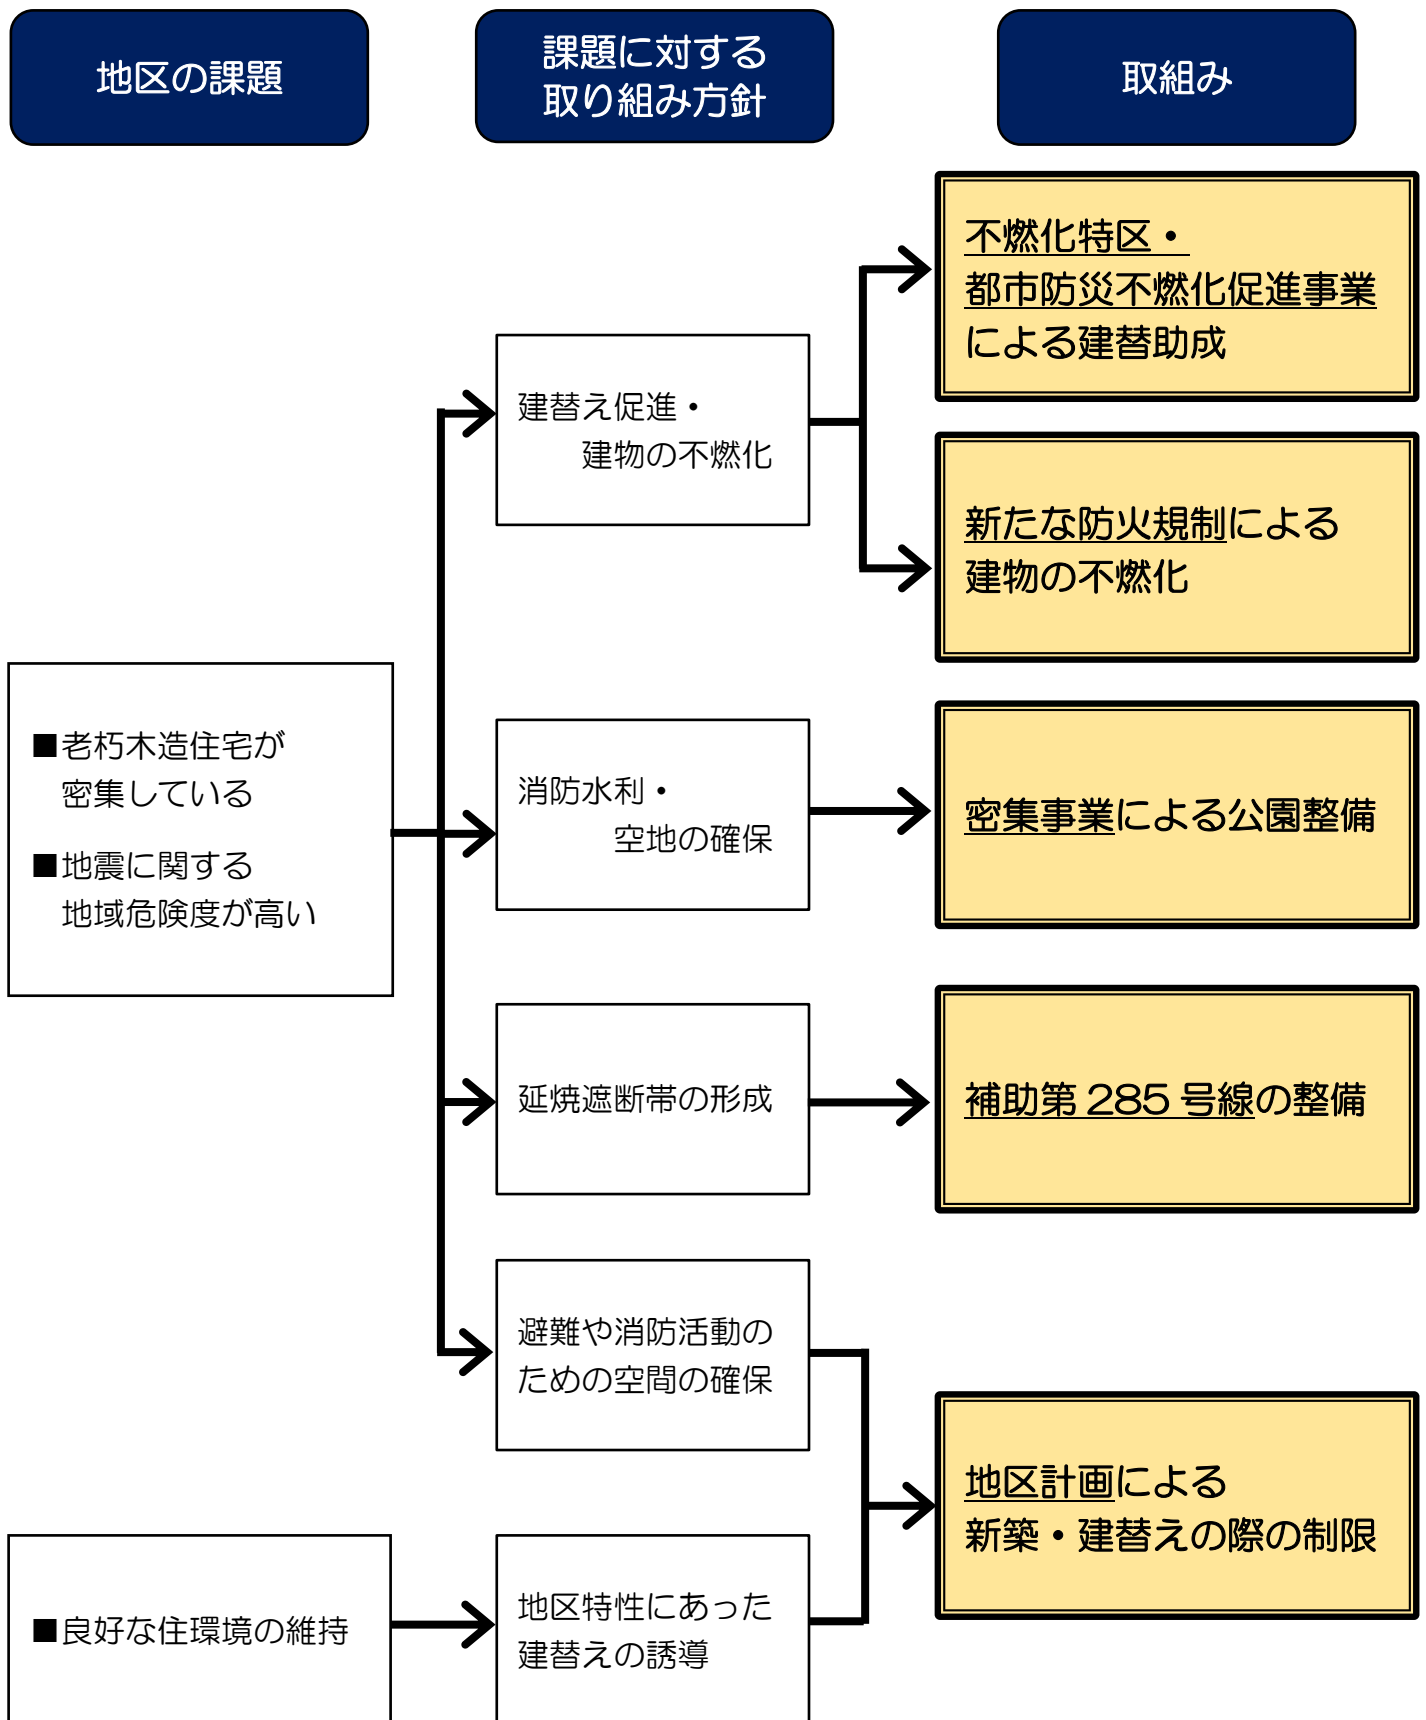 地区の課題
課題に対する
取り組み方針
取組み
不燃化特区・
都市防災不燃化促進事業
による建替助成
建替え促進・
建物の不燃化
新たな防火規制による
建物の不燃化
■老朽木造住宅が
密集している
■地震に関する
地域危険度が高い
消防水利・
空地の確保
密集事業による公園整備
延焼遮断帯の形成
補助第 285 号線の整備
避難や消防活動の
ための空間の確保
地区計画による
新築・建替えの際の制限
■良好な住環境の維持
地区特性にあった
建替えの誘導